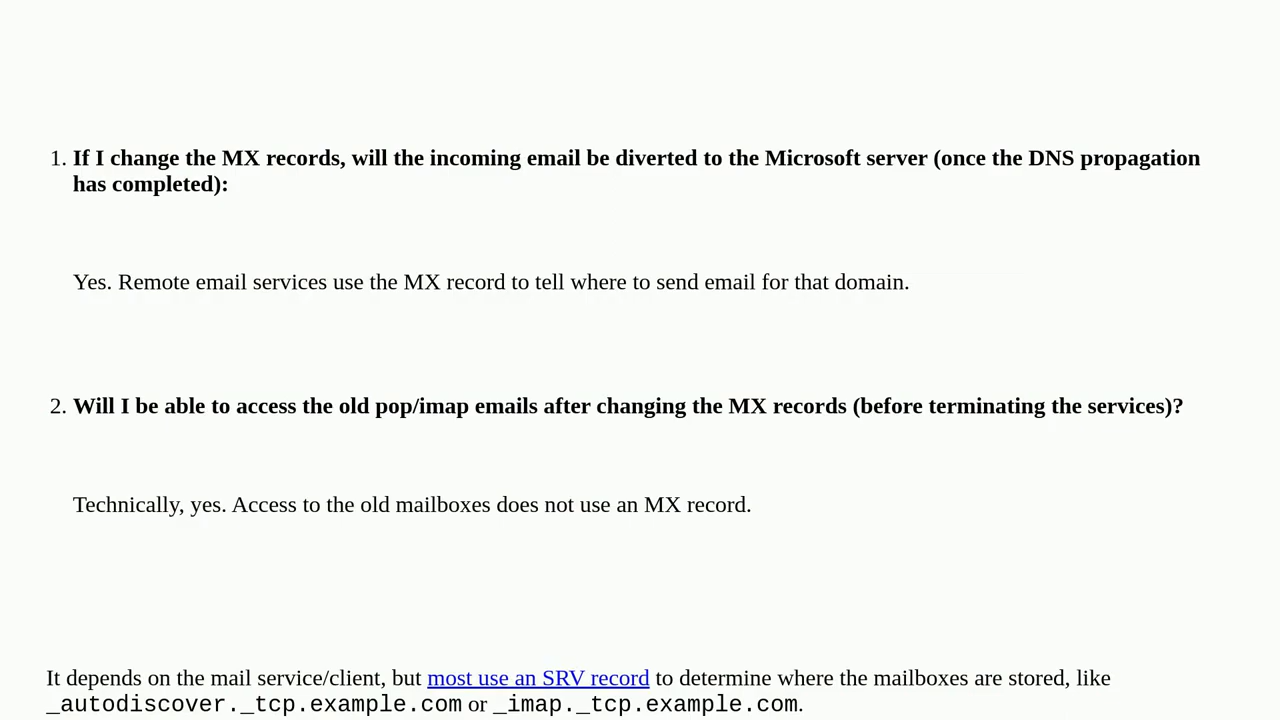 1. If I change the MX records, will the incoming email be diverted to the Microsoft server (once the DNS propagation
has completed):
Yes. Remote email services use the MX record to tell where to send email for that domain.
2. Will I be able to access the old pop/imap emails after changing the MX records (before terminating the services)?
Technically, yes. Access to the old mailboxes does not use an MX record.
It depends on the mail service/client, but most use an SRV record to determine where the mailboxes are stored, like
_autodiscover._tcp.example.com or _imap._tcp.example.com.